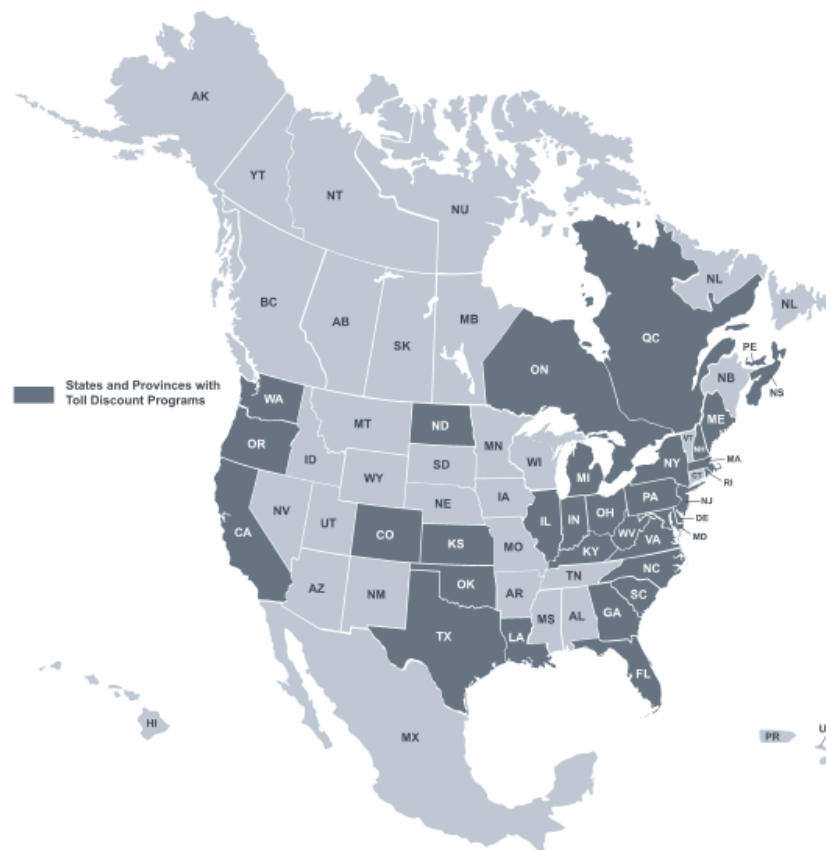 AK
YT
NT
NU
BC
AB
SK
MB
NL
NL
QC
ON
PE
NB
NS
States and Provinces with
Toll Discount Programs
WA
MT
ND
MN
ME
VT
NH
OR
ID
SD
WI
MI
NY
MA
WY
CT
RI
NE
IA
PA
NJ
NV
UT
CO
KS
IL
IN
OH
DE
CA
MO
WV
VA
MD
KY
NC
AZ
NM
OK
AR
TN
SC
TX
LA
MS
AL
GA
FL
HI
MX
PR
U